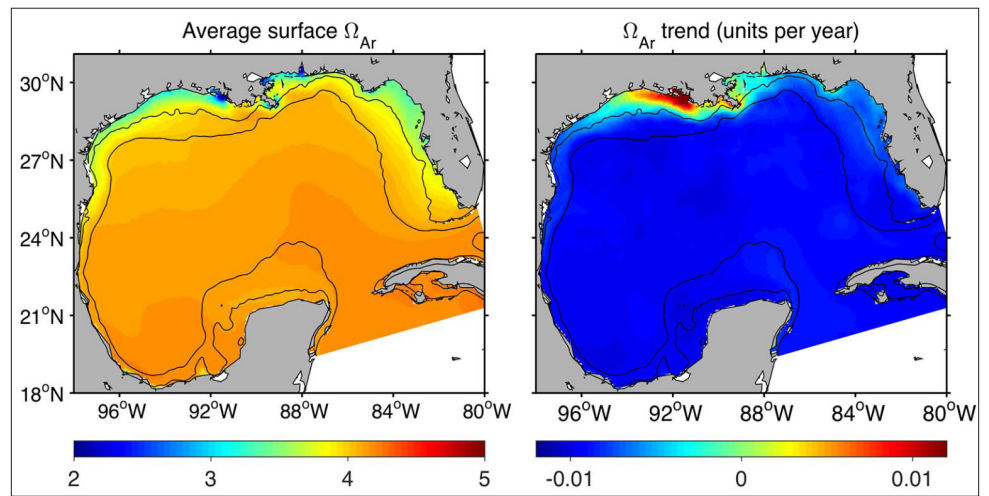 Average surface Ω_Ar
Ω_Ar trend (units per year)
30°N
27°N
24°N
21°N
18°N
96°W 92°W 88°W 84°W 80°W
96°W 92°W 88°W 84°W 80°W
2 3 4 5
-0.01 0 0.01